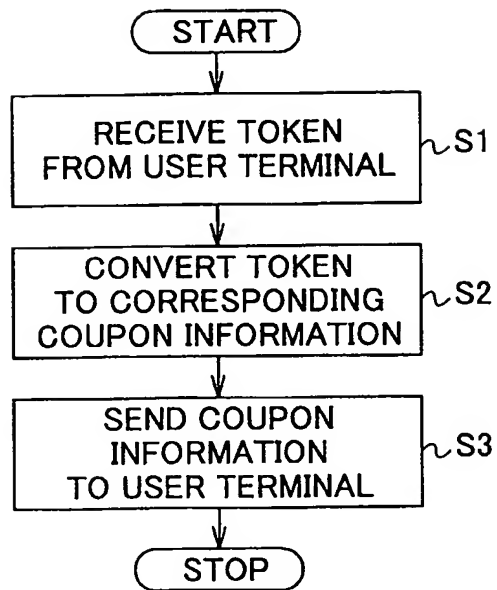 START
RECEIVE TOKEN
FROM USER TERMINAL
S1
CONVERT TOKEN
TO CORRESPONDING
COUPON INFORMATION
S2
SEND COUPON
INFORMATION
TO USER TERMINAL
S3
STOP